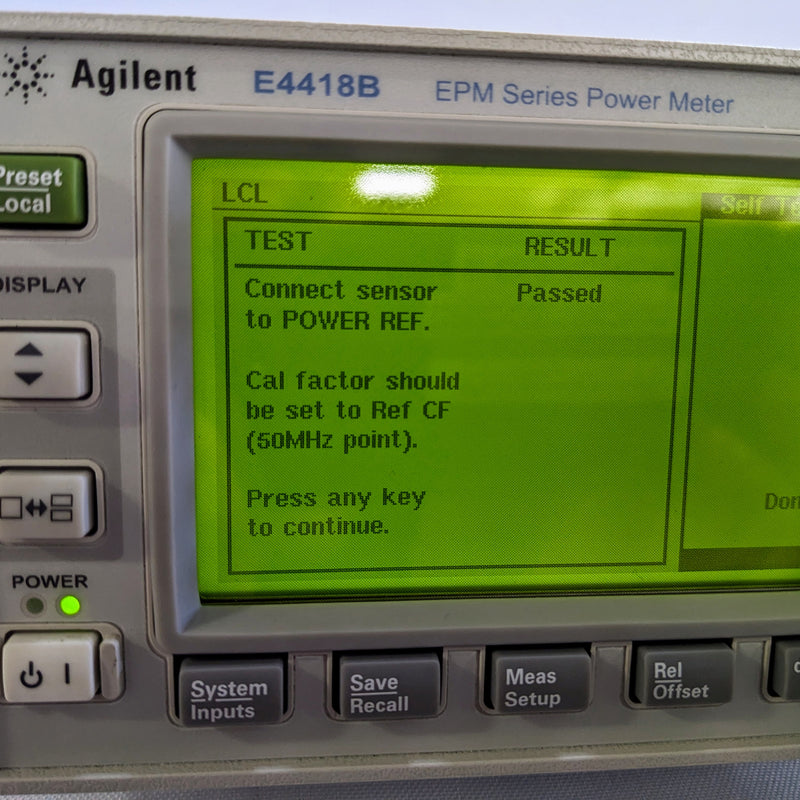 Agilent E4418B EPM Series Power Meter
Preset
Local
LCL
Self
TEST RESULT
Connect sensor Passed
to POWER REF.
Cal factor should
be set to Ref CF
(50MHz point).
Press any key
to continue.
DISPLAY
POWER
System
Inputs
Save
Recall
Meas
Setup
Rel
Offset